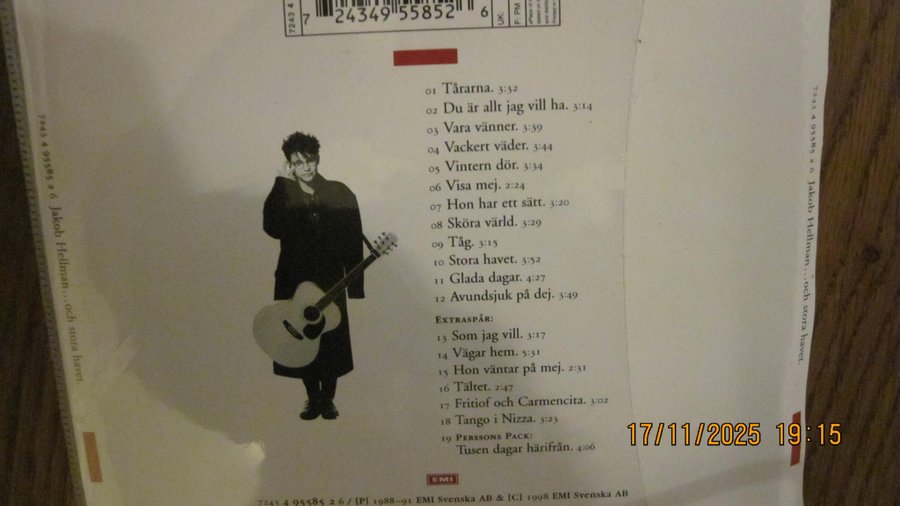 7243 4
7 24349 55852 6
UK:
F: PM
01 Tårarna. 3:32
02 Du är allt jag vill ha. 3:14
03 Vara vänner. 3:39
04 Vackert väder. 3:44
05 Vintern dör. 3:34
06 Visa mej. 2:24
07 Hon har ett sätt. 3:20
08 Sköra värld. 3:29
09 Tåg. 3:15
10 Stora havet. 3:52
11 Glada dagar. 4:27
12 Avundsjuk på dej. 3:49
EXTRASPÅR:
13 Som jag vill. 3:17
14 Vägar hem. 5:31
15 Hon väntar på mej. 2:31
16 Tältet. 2:47
17 Fritiof och Carmencita. 3:02
18 Tango i Nizza. 3:23
19 PERSSONS PACK:
Tusen dagar härifrån. 4:06
EMI
7243 4 95585 2 6 / [P] 1988–91 EMI Svenska AB & [C] 1998 EMI Svenska AB
7243 4 95585 2 6 Jakob Hellman...och stora havet.
7243 4 95585 2 6 Jakob Hellman...och stora havet.
17/11/2025 19:15